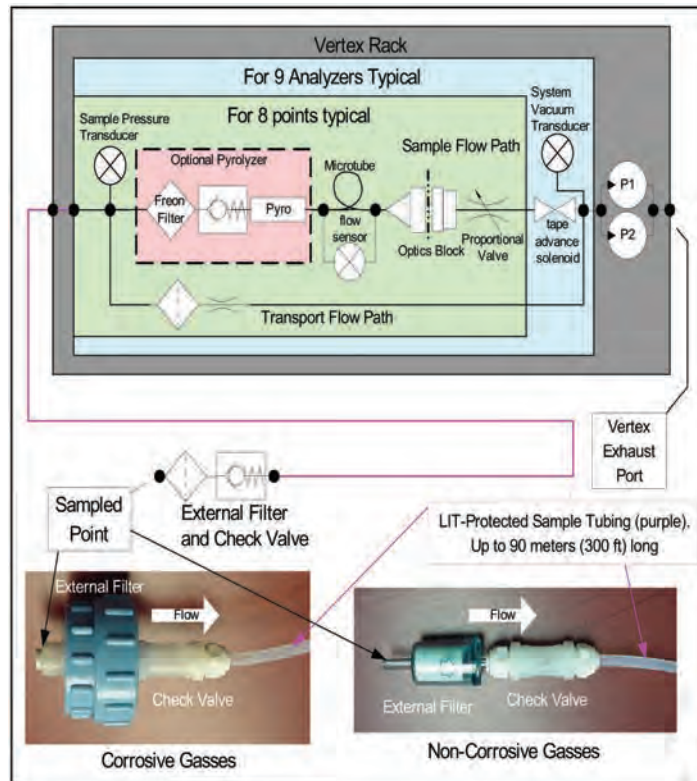 Vertex Rack
For 9 Analyzers Typical
For 8 points typical
System
Vacuum
Transducer
Sample Pressure
Transducer
Optional Pyrolyzer
Sample Flow Path
Microtube
Freon
Filter
Pyro
flow
sensor
Optics Block
Proportional
Valve
tape
advance
solenoid
P1
P2
Transport Flow Path
Vertex
Exhaust
Port
Sampled
Point
External Filter
and Check Valve
LIT-Protected Sample Tubing (purple),
Up to 90 meters (300 ft) long
External Filter
Flow
Check Valve
Corrosive Gasses
Flow
External Filter
Check Valve
Non-Corrosive Gasses